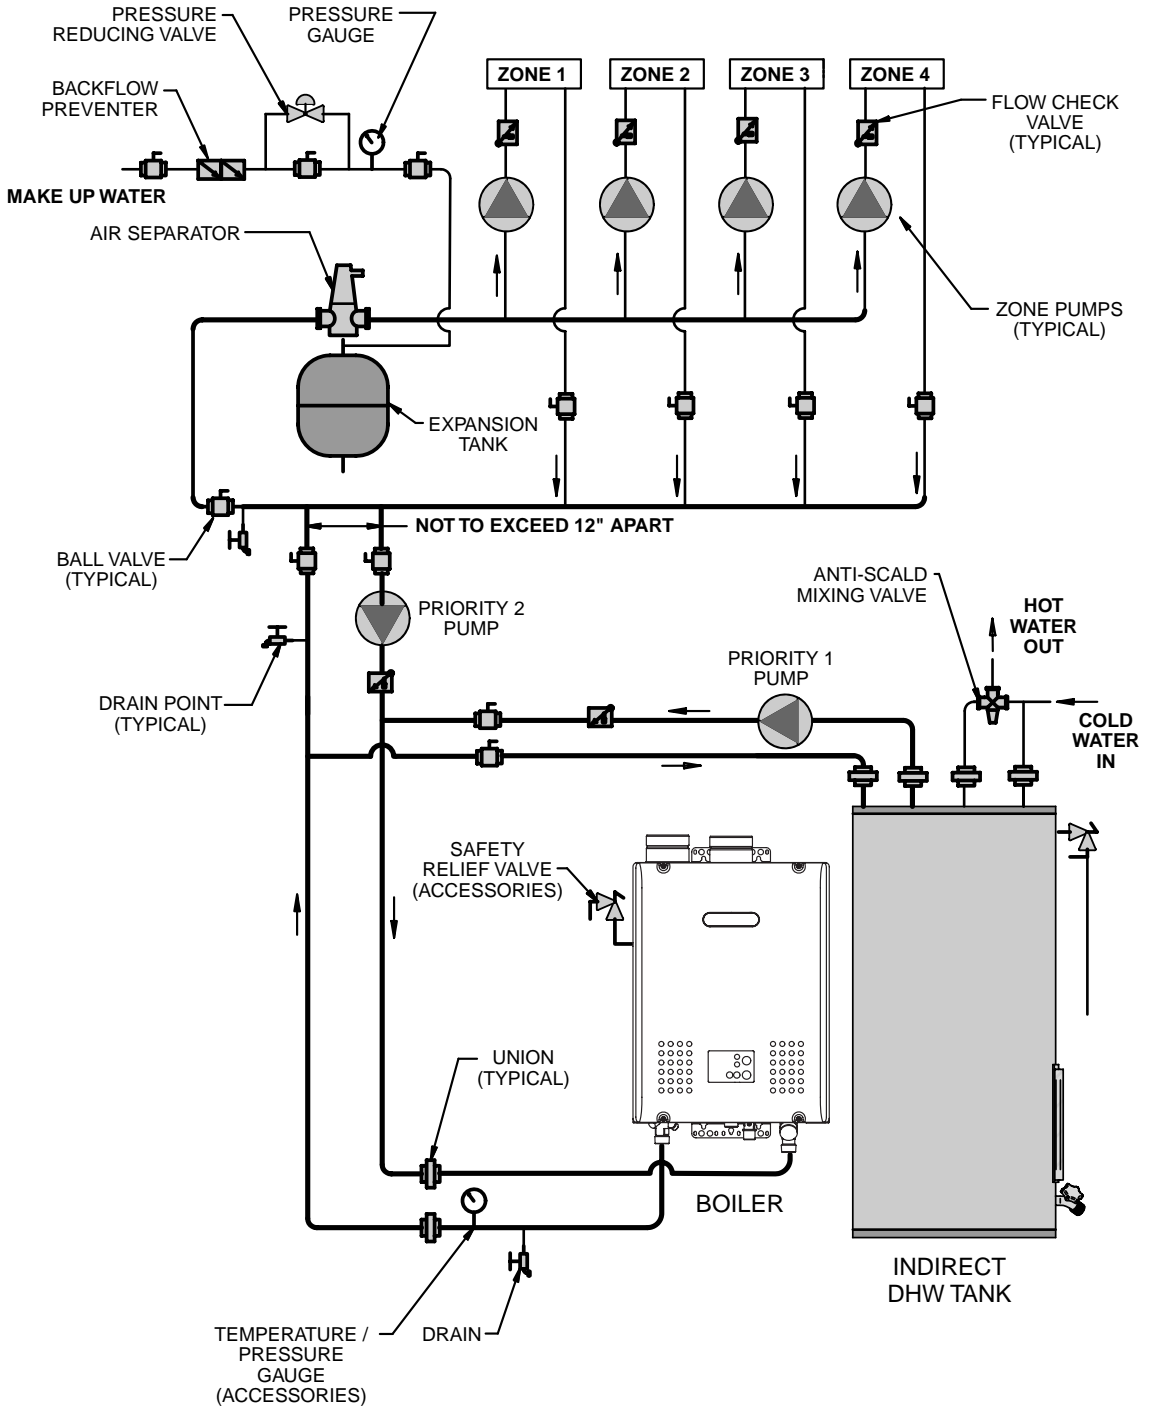 PRESSURE
REDUCING VALVE
PRESSURE
GAUGE
BACKFLOW
PREVENTER
ZONE 1
ZONE 2
ZONE 3
ZONE 4
FLOW CHECK
VALVE
(TYPICAL)
MAKE UP WATER
AIR SEPARATOR
ZONE PUMPS
(TYPICAL)
EXPANSION
TANK
NOT TO EXCEED 12" APART
BALL VALVE
(TYPICAL)
ANTI-SCALD
MIXING VALVE
HOT
WATER
OUT
PRIORITY 2
PUMP
PRIORITY 1
PUMP
DRAIN POINT
(TYPICAL)
COLD
WATER
IN
SAFETY
RELIEF VALVE
(ACCESSORIES)
UNION
(TYPICAL)
BOILER
INDIRECT
DHW TANK
TEMPERATURE /
PRESSURE
GAUGE
(ACCESSORIES)
DRAIN